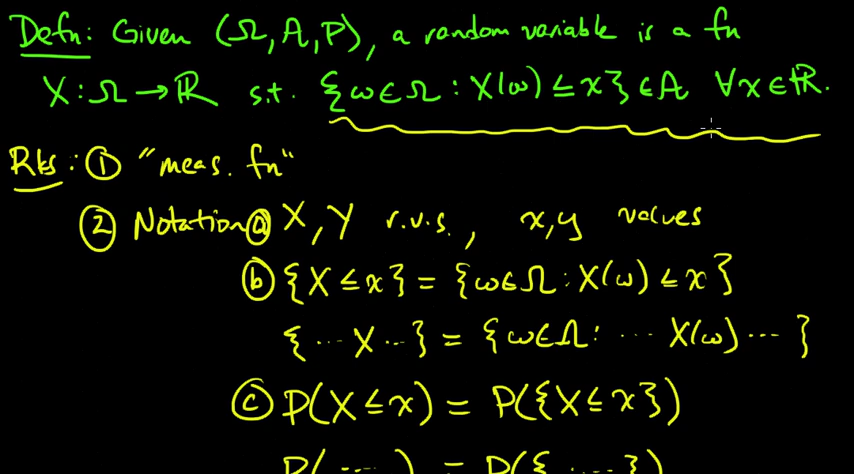 Defn: Given (Ω, A, P), a random variable is a fn
X: Ω → ℝ s.t. {ω∈Ω : X(ω) ≤ x} ∈ A ∀x∈ℝ.
Rks: ① "meas. fn"
② Notation ⓐ X, Y r.v.s., x,y values
ⓑ {X ≤ x} = {ω∈Ω : X(ω) ≤ x}
{ ··· X ··· } = {ω∈Ω : ··· X(ω) ··· }
ⓒ P(X ≤ x) = P({X ≤ x})
P( ···· ) = P({ ···· })